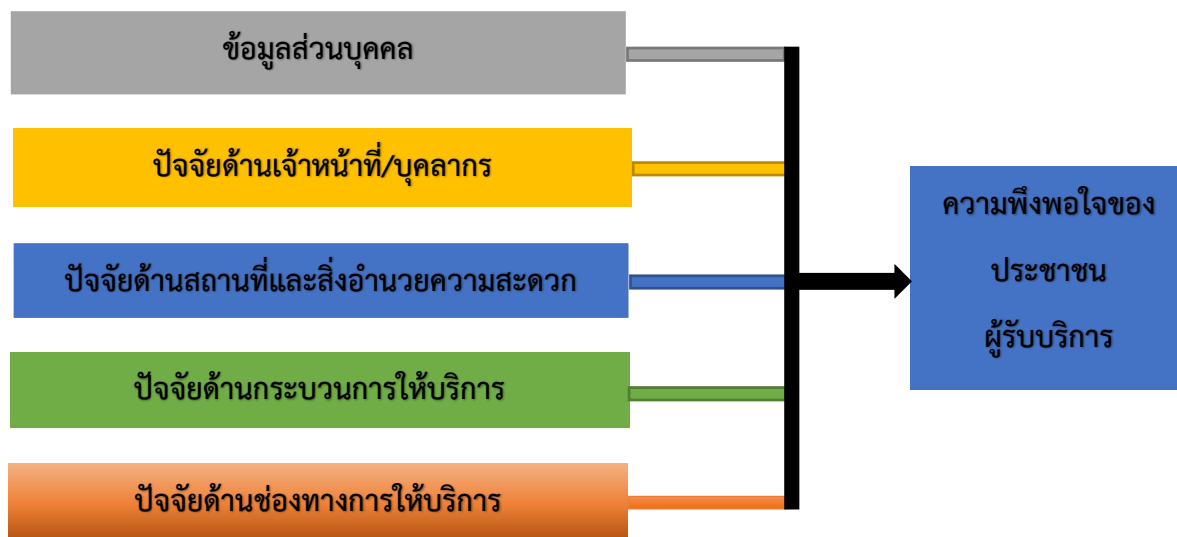 ข้อมูลส่วนบุคคล
ปัจจัยด้านเจ้าหน้าที่/บุคลากร
ปัจจัยด้านสถานที่และสิ่งอำนวยความสะดวก
ปัจจัยด้านกระบวนการให้บริการ
ปัจจัยด้านช่องทางการให้บริการ
ความพึงพอใจของ
ประชาชน
ผู้รับบริการ